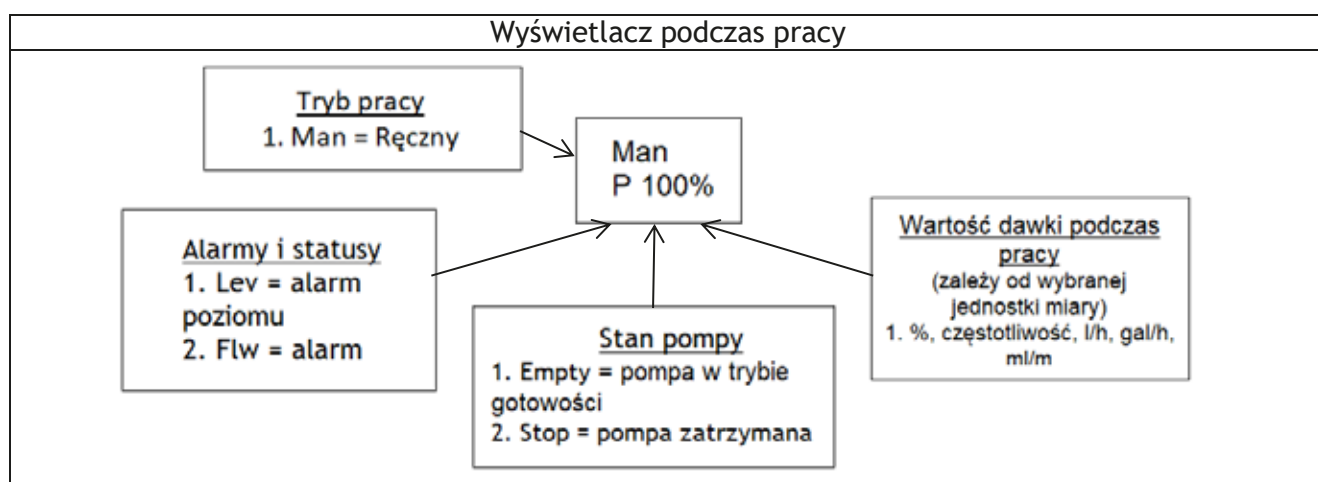 Wyświetlacz podczas pracy
Tryb pracy
1. Man = Ręczny
Man
P 100%
Alarmy i statusy
1. Lev = alarm
poziomu
2. Flw = alarm
Stan pompy
1. Empty = pompa w trybie
gotowości
2. Stop = pompa zatrzymana
Wartość dawki podczas
pracy
(zależy od wybranej
jednostki miary)
1. %, częstotliwość, l/h, gal/h,
ml/m